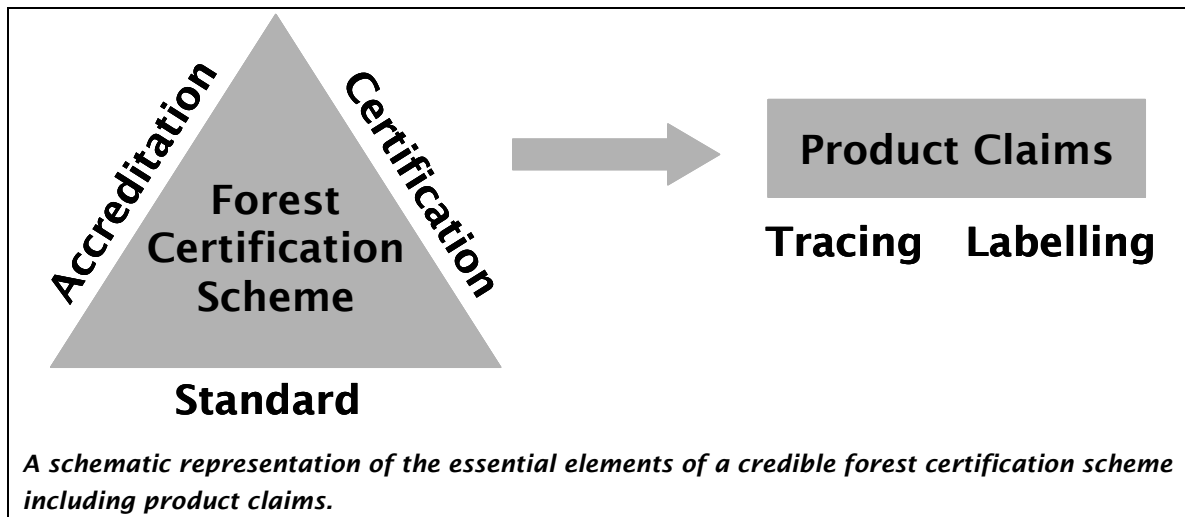 Accreditation
Certification
Forest
Certification
Scheme
Standard
Product Claims
Tracing Labelling
A schematic representation of the essential elements of a credible forest certification scheme
including product claims.